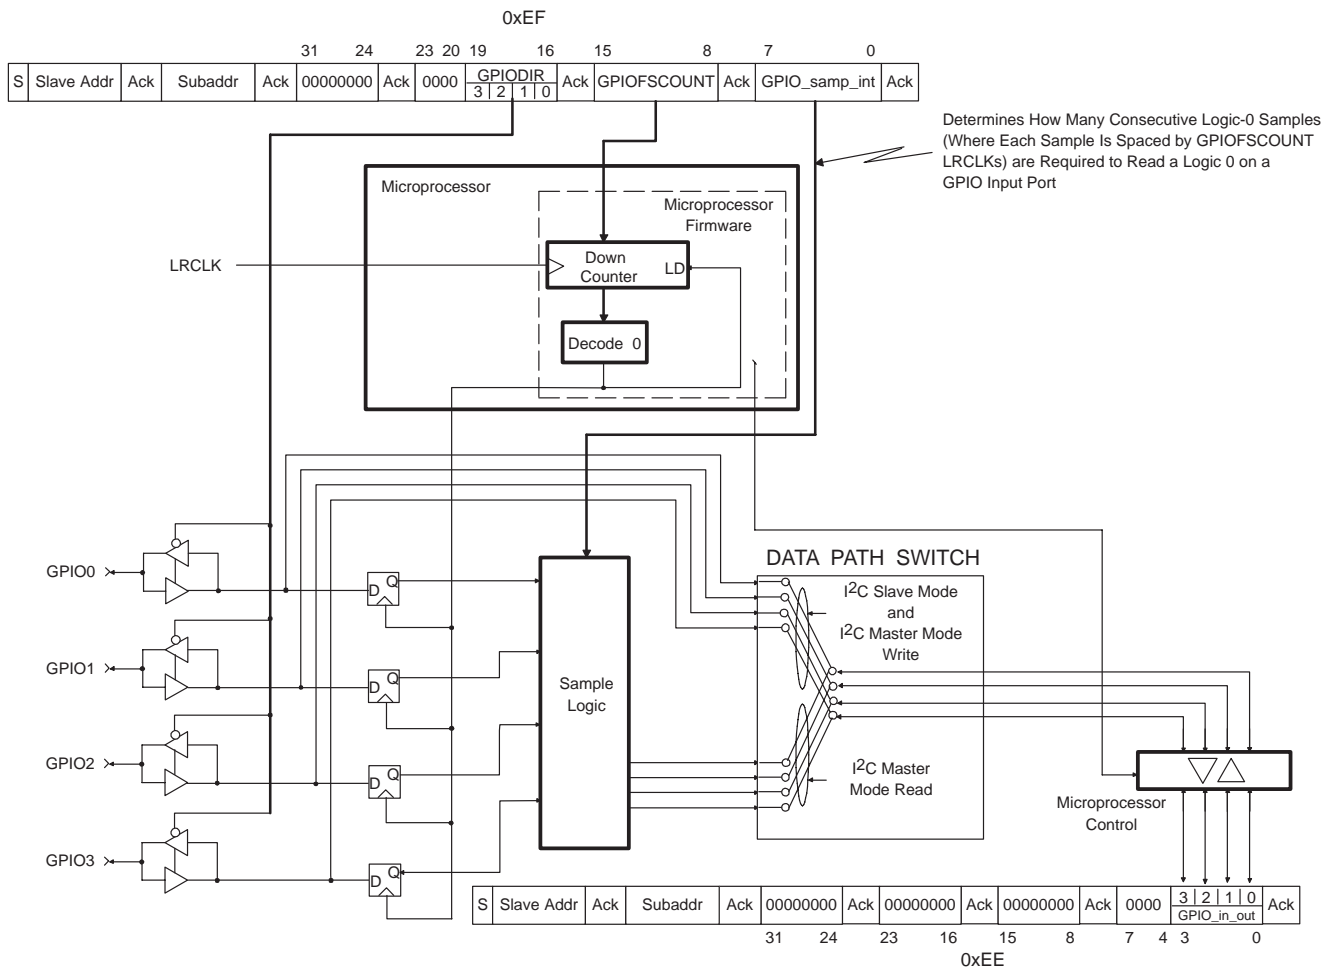 0xEF
31 24 23 20 19 16 15 8 7 0
S Slave Addr Ack Subaddr Ack 00000000 Ack 0000 GPIODIR Ack GPIOFSCOUNT Ack GPIO_samp_int Ack
3 2 1 0
Determines How Many Consecutive Logic-0 Samples
(Where Each Sample Is Spaced by GPIOFSCOUNT
LRCLKs) are Required to Read a Logic 0 on a
GPIO Input Port
Microprocessor
Microprocessor
Firmware
LRCLK
Down
Counter
LD
Decode 0
DATA PATH SWITCH
GPIO0
D Q
I2C Slave Mode
and
I2C Master Mode
Write
GPIO1
D Q
Sample
Logic
GPIO2
D Q
I2C Master
Mode Read
Microprocessor
Control
GPIO3
D Q
S Slave Addr Ack Subaddr Ack 00000000 Ack 00000000 Ack 00000000 Ack 0000 3 2 1 0 Ack
GPIO_in_out
31 24 23 16 15 8 7 4 3 0
0xEE